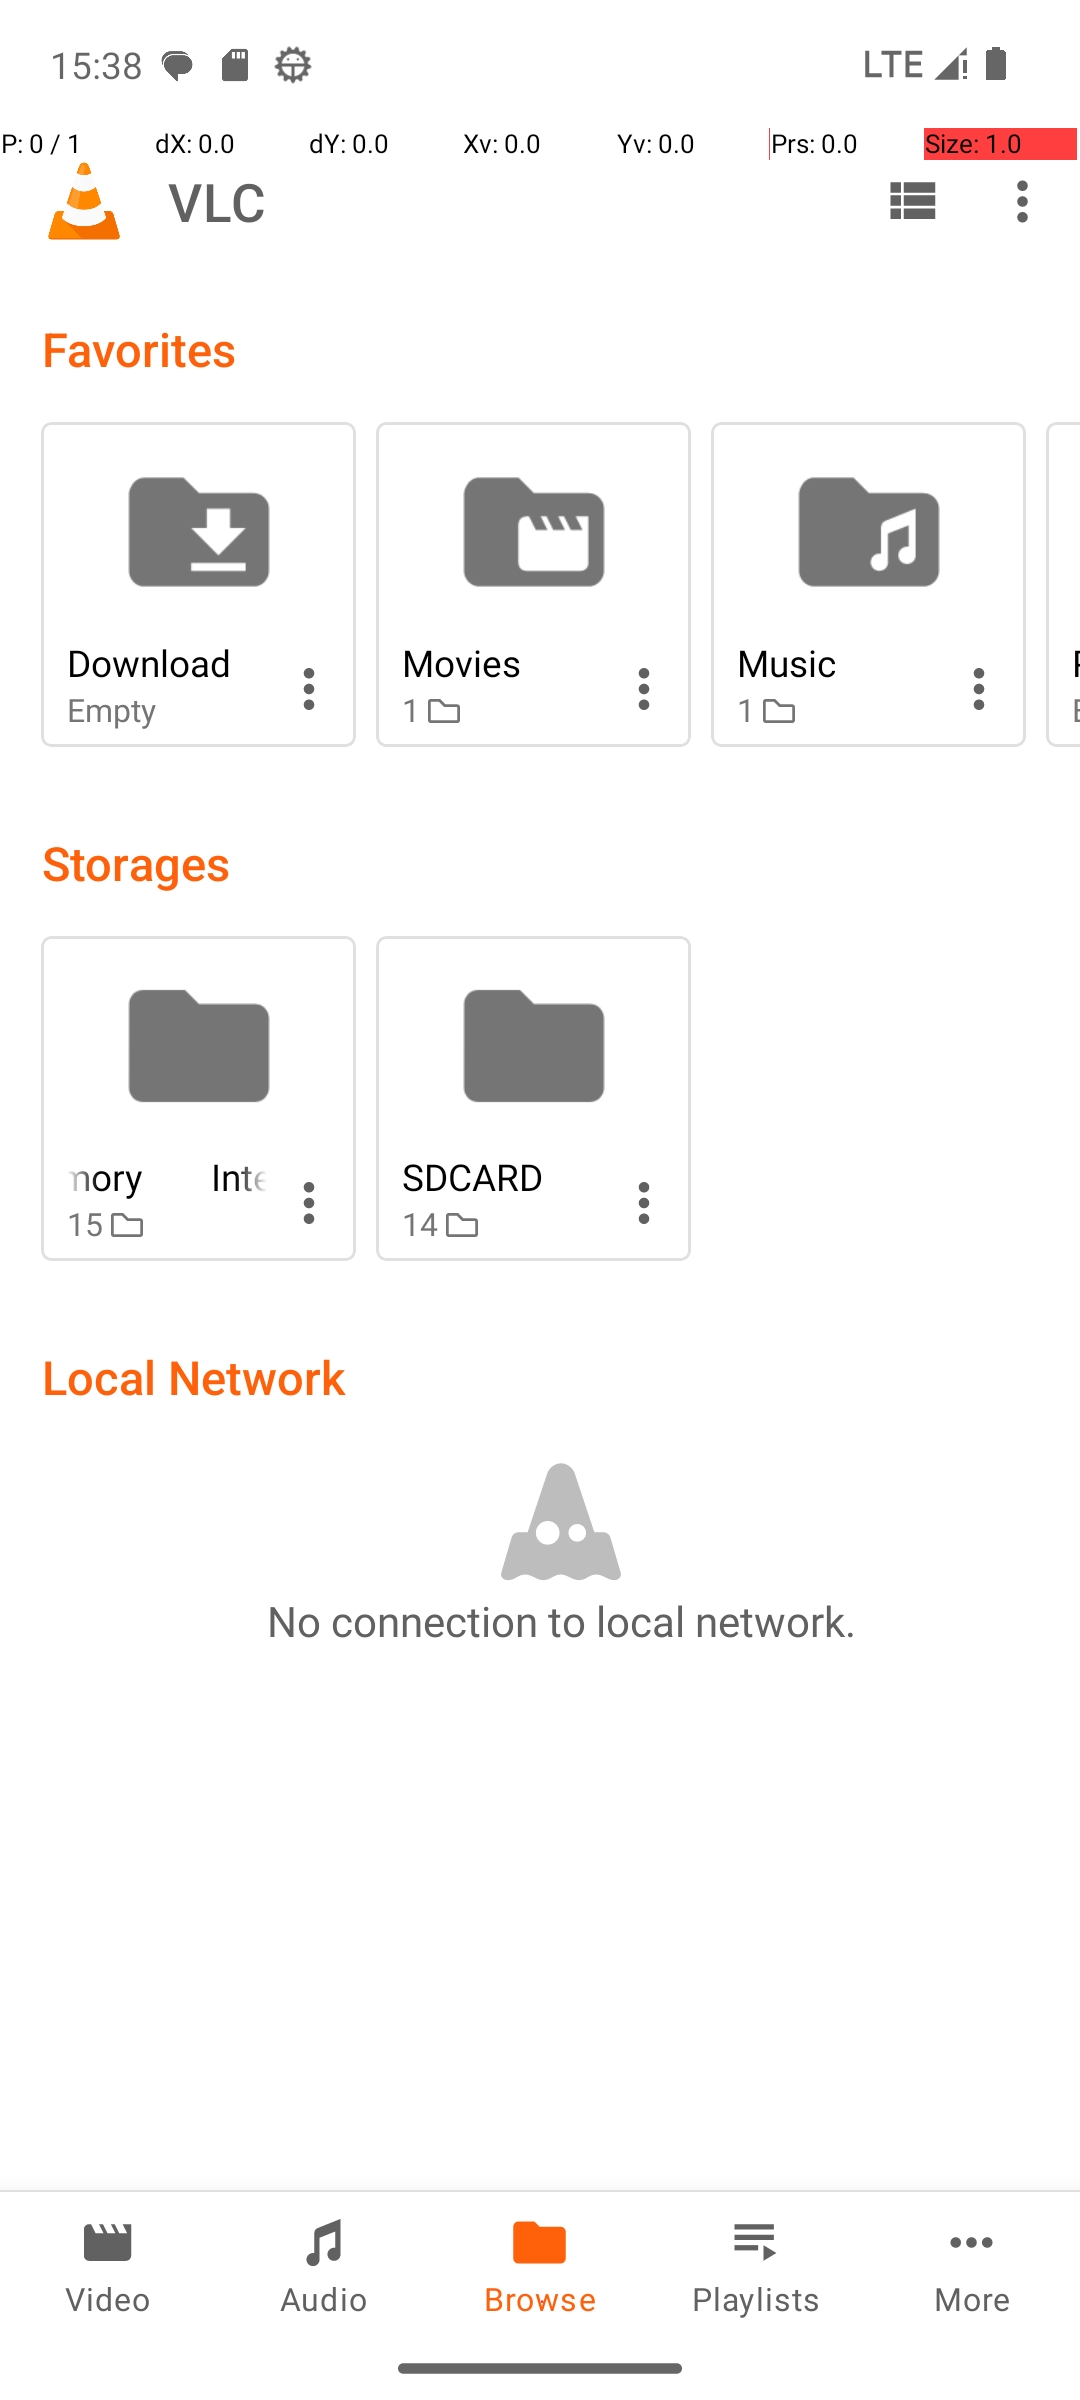 15:38
LTE
P: 0 / 1 dX: 0.0 dY: 0.0 Xv: 0.0 Yv: 0.0 Prs: 0.0 Size: 1.0
VLC
Favorites
Download Movies Music
Empty 1 1
Storages
mory Inte SDCARD
15 14
Local Network
No connection to local network.
Video Audio Browse Playlists More